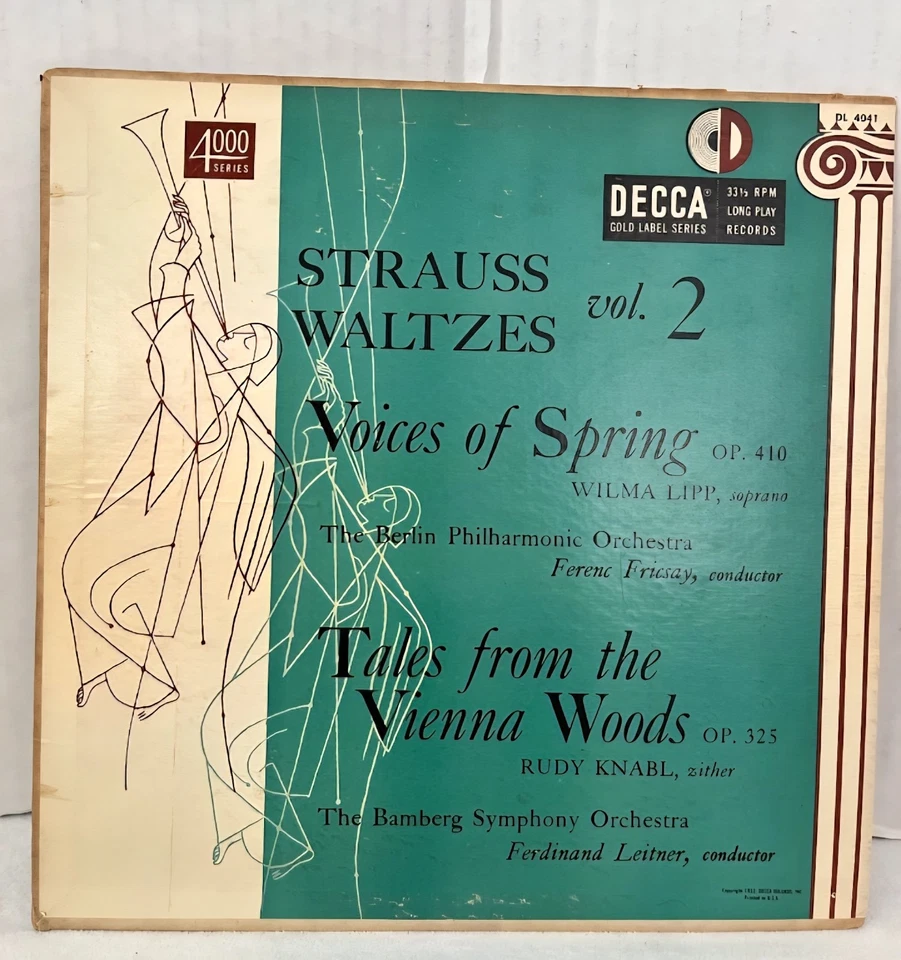 4000
SERIES
DL 4041
D
DECCA®
GOLD LABEL SERIES
33⅓ RPM
LONG PLAY
RECORDS
STRAUSS
WALTZES
vol. 2
Voices of Spring OP. 410
WILMA LIPP, soprano
The Berlin Philharmonic Orchestra
Ferenc Fricsay, conductor
Tales from the
Vienna Woods OP. 325
RUDY KNABL, zither
The Bamberg Symphony Orchestra
Ferdinand Leitner, conductor
Printed in U.S.A.